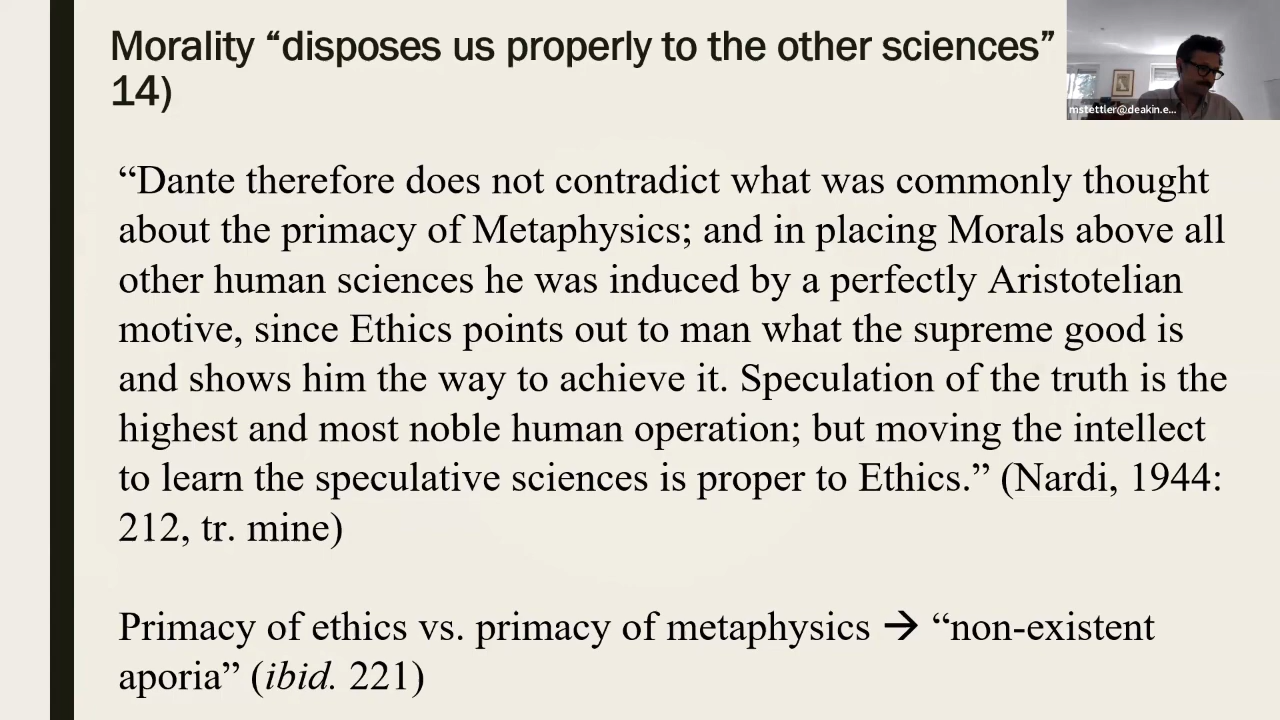 Morality “disposes us properly to the other sciences”
14)
mstettler@deakin.e...
“Dante therefore does not contradict what was commonly thought
about the primacy of Metaphysics; and in placing Morals above all
other human sciences he was induced by a perfectly Aristotelian
motive, since Ethics points out to man what the supreme good is
and shows him the way to achieve it. Speculation of the truth is the
highest and most noble human operation; but moving the intellect
to learn the speculative sciences is proper to Ethics.” (Nardi, 1944:
212, tr. mine)
Primacy of ethics vs. primacy of metaphysics → “non-existent
aporia” (ibid. 221)